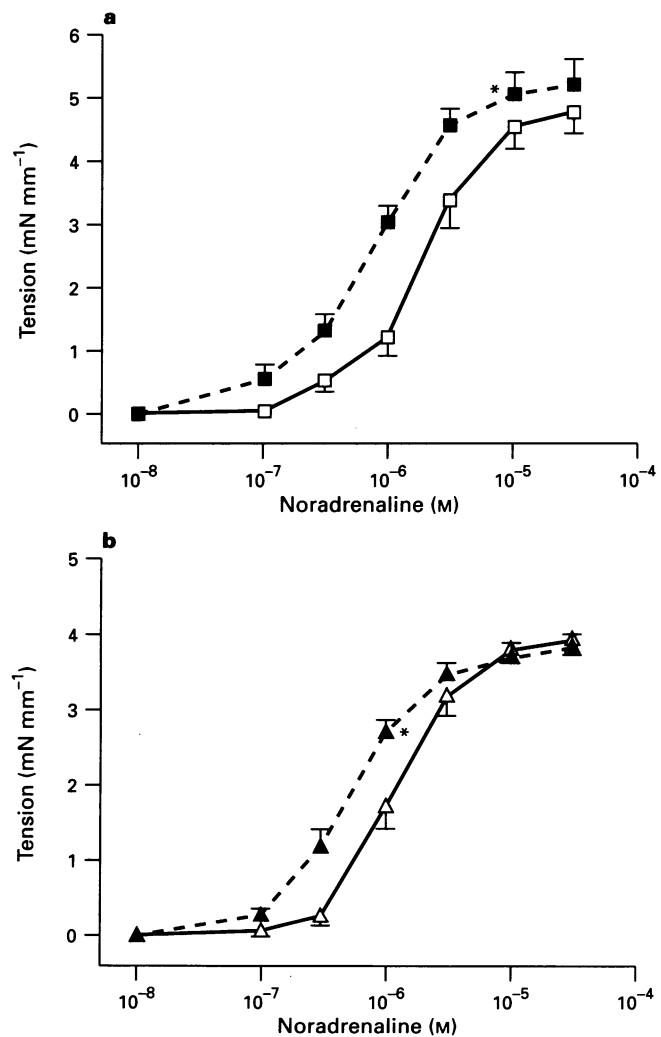 a
6
5
4
3
2
1
0
Tension (mN mm⁻¹)
*
10⁻⁸ 10⁻⁷ 10⁻⁶ 10⁻⁵ 10⁻⁴
Noradrenaline (M)
b
5
4
3
2
1
0
Tension (mN mm⁻¹)
*
10⁻⁸ 10⁻⁷ 10⁻⁶ 10⁻⁵ 10⁻⁴
Noradrenaline (M)